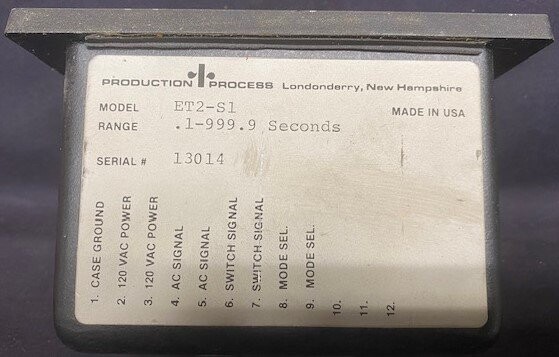 PRODUCTION PROCESS Londonderry, New Hampshire
MODEL ET2-S1 MADE IN USA
RANGE .1-999.9 Seconds
SERIAL # 13014
1. CASE GROUND
2. 120 VAC POWER
3. 120 VAC POWER
4. AC SIGNAL
5. AC SIGNAL
6. SWITCH SIGNAL
7. SWITCH SIGNAL
8. MODE SEL.
9. MODE SEL.
10.
11.
12.